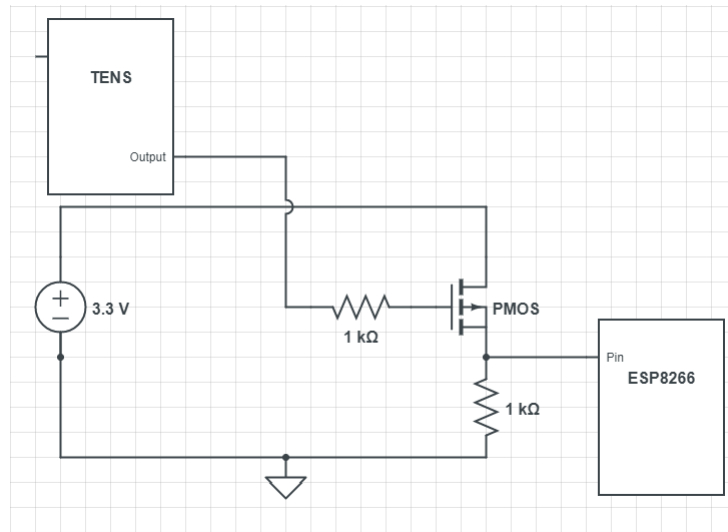 TENS
Output
+
−
3.3 V
1 kΩ
PMOS
Pin
ESP8266
1 kΩ